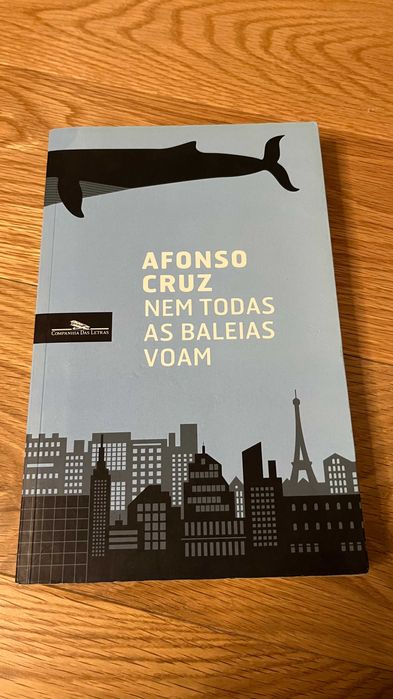 AFONSO
CRUZ
NEM TODAS
AS BALEIAS
VOAM
COMPANHIA DAS LETRAS